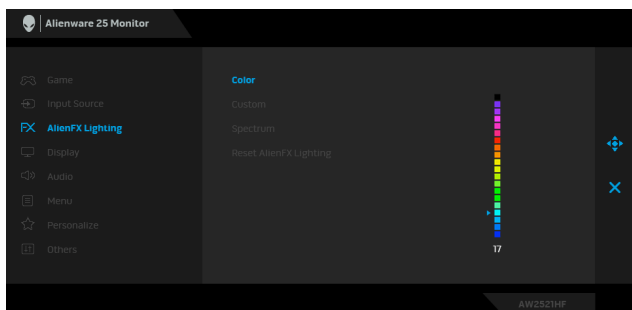 Alienware 25 Monitor
Game
Input Source
FX AlienFX Lighting
Display
Audio
Menu
Personalize
Others
Color
Custom
Spectrum
Reset AlienFX Lighting
17
AW2521HF